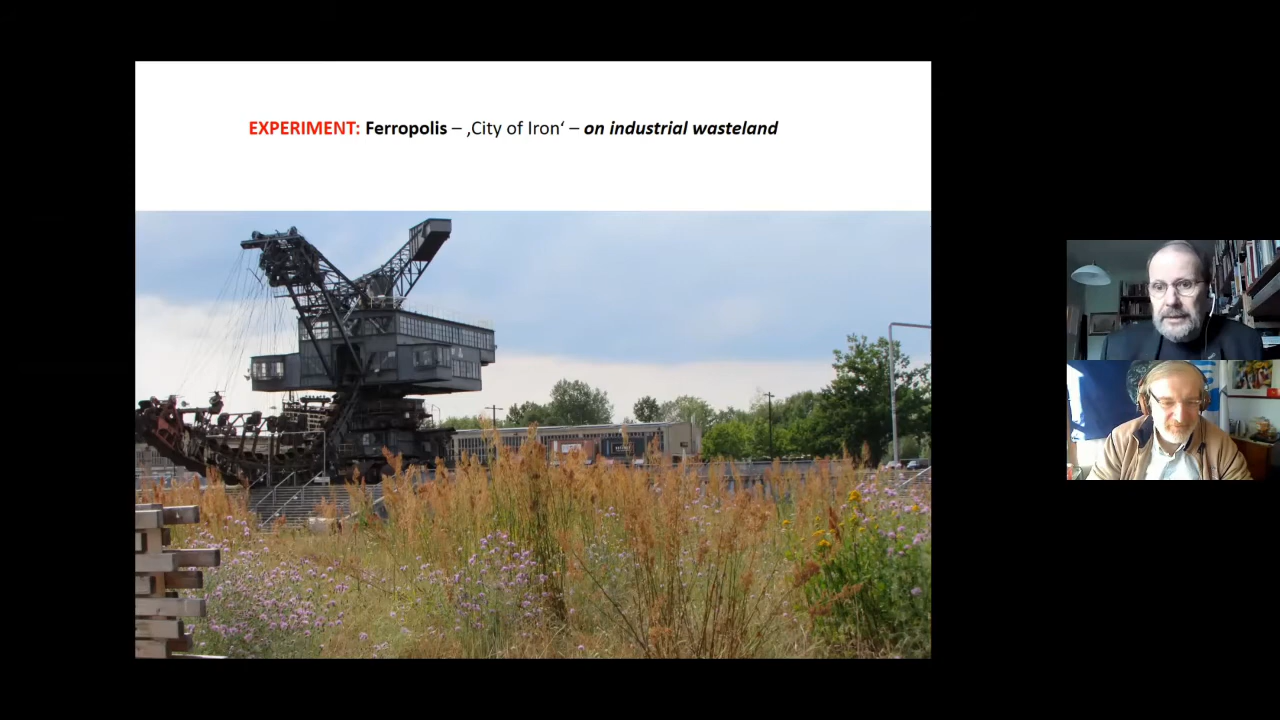 EXPERIMENT: Ferropolis – ‚City of Iron‘ – on industrial wasteland